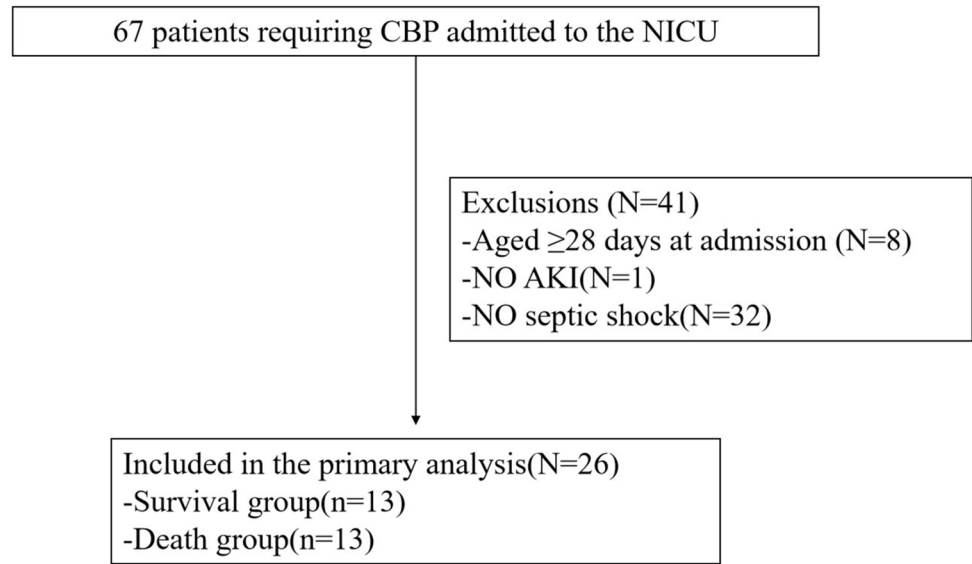 67 patients requiring CBP admitted to the NICU
Exclusions (N=41)
-Aged ≥28 days at admission (N=8)
-NO AKI(N=1)
-NO septic shock(N=32)
Included in the primary analysis(N=26)
-Survival group(n=13)
-Death group(n=13)